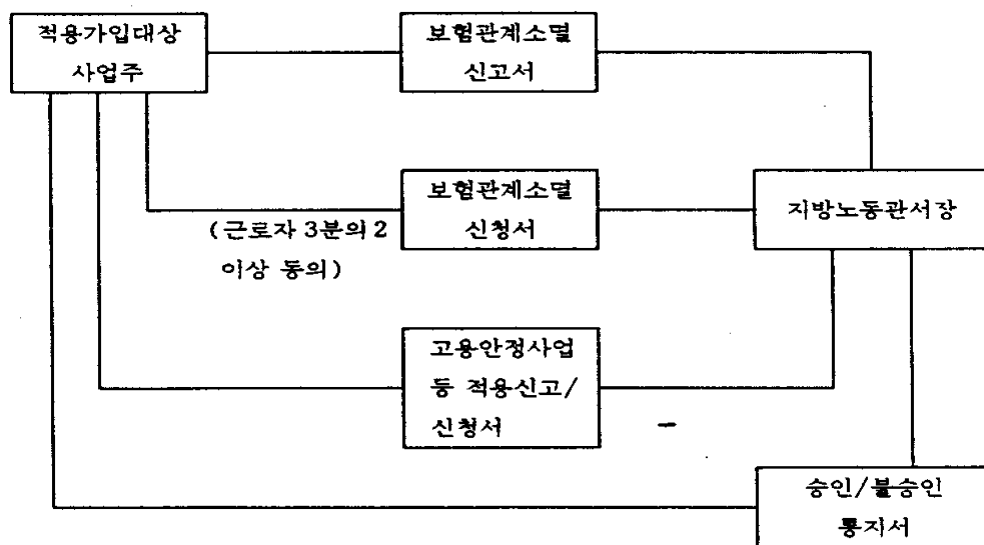 적용가입대상
사업주
보험관계소멸
신고서
보험관계소멸
신청서
지방노동관서장
(근로자 3분의 2
이상 동의)
고용안정사업
등 적용신고/
신청서
승인/불승인
통지서